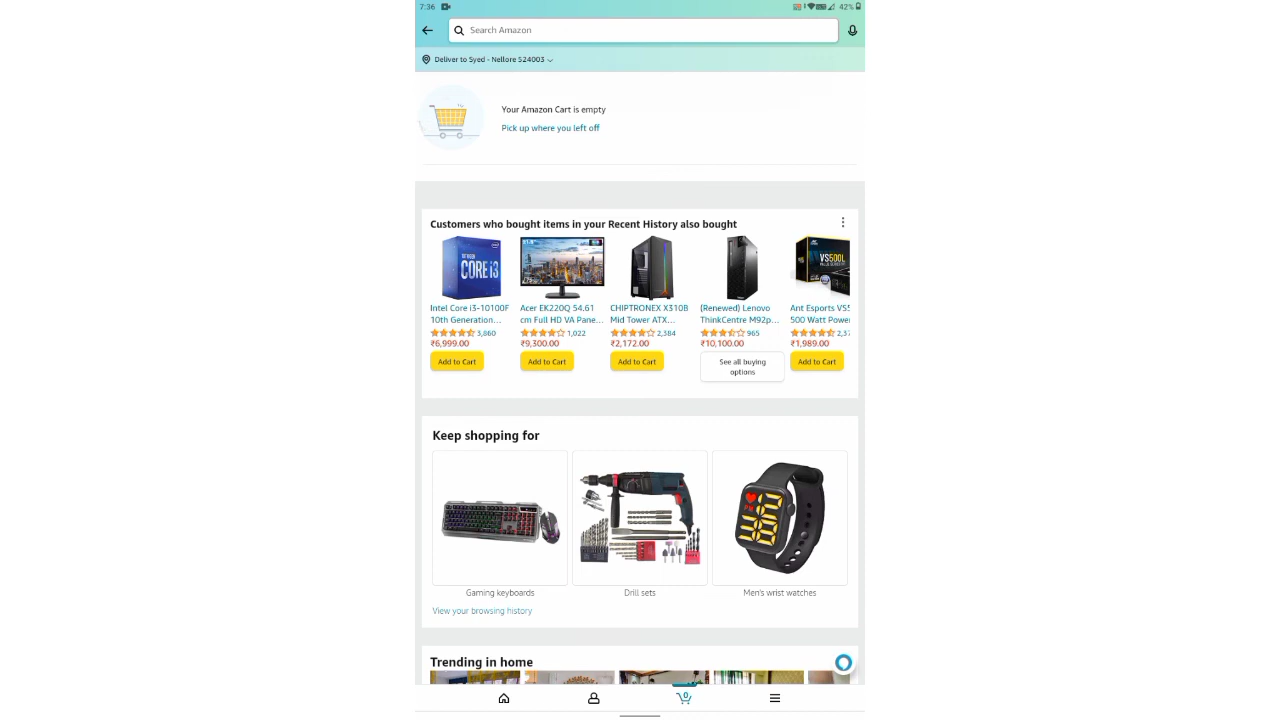 7:36
42%
Search Amazon
Deliver to Syed - Nellore 524003
Your Amazon Cart is empty
Pick up where you left off
Customers who bought items in your Recent History also bought
intel
CORE i3
VS500L
Intel Core i3-10100F
10th Generation...
3,860
₹6,999.00
Add to Cart
Acer EK220Q 54.61
cm Full HD VA Pane...
1,022
₹9,300.00
Add to Cart
CHIPTRONEX X310B
Mid Tower ATX...
2,384
₹2,172.00
Add to Cart
(Renewed) Lenovo
ThinkCentre M92p...
965
₹10,100.00
See all buying
options
Ant Esports VS5
500 Watt Power
2,37
₹1,989.00
Add to Cart
Keep shopping for
PM
Gaming keyboards
Drill sets
Men's wrist watches
View your browsing history
Trending in home
0